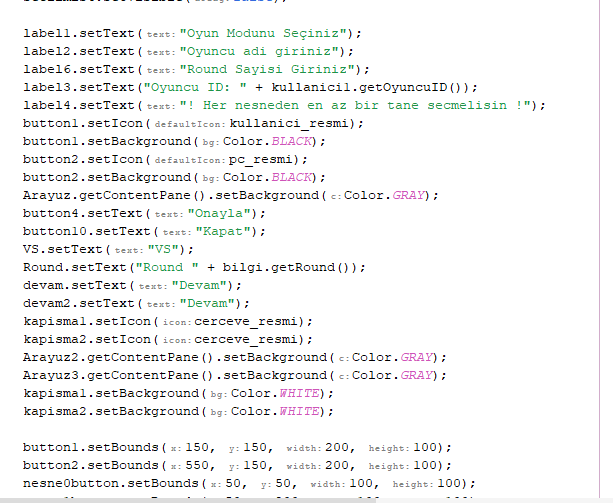 label1.setText( text: "Oyun Modunu Seçiniz");
label2.setText( text: "Oyuncu adi giriniz");
label6.setText( text: "Round Sayisi Giriniz");
label3.setText("Oyuncu ID: " + kullanici1.getOyuncuID());
label4.setText( text: "! Her nesneden en az bir tane secmelisin !");
button1.setIcon( defaultIcon: kullanici_resmi);
button1.setBackground( bg: Color.BLACK);
button2.setIcon( defaultIcon: pc_resmi);
button2.setBackground( bg: Color.BLACK);
Arayuz.getContentPane().setBackground( c: Color.GRAY);
button4.setText( text: "Onayla");
button10.setText( text: "Kapat");
VS.setText( text: "VS");
Round.setText("Round " + bilgi.getRound());
devam.setText( text: "Devam");
devam2.setText( text: "Devam");
kapisma1.setIcon( icon: cerceve_resmi);
kapisma2.setIcon( icon: cerceve_resmi);
Arayuz2.getContentPane().setBackground( c: Color.GRAY);
Arayuz3.getContentPane().setBackground( c: Color.GRAY);
kapisma1.setBackground( bg: Color.WHITE);
kapisma2.setBackground( bg: Color.WHITE);
button1.setBounds( x: 150, y: 150, width: 200, height: 100);
button2.setBounds( x: 550, y: 150, width: 200, height: 100);
nesne0button.setBounds( x: 50, y: 50, width: 100, height: 100);